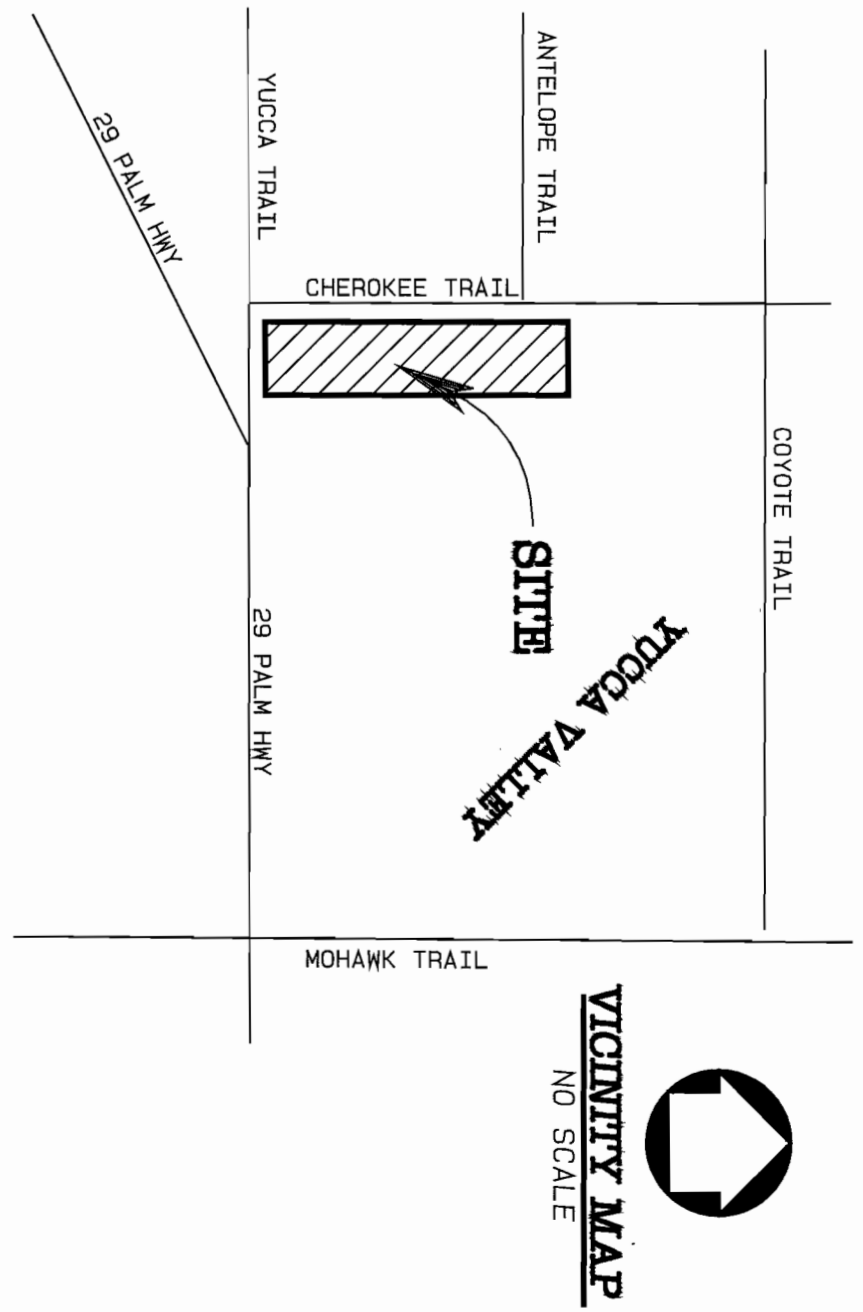 COYOTE TRAIL
ANTELOPE TRAIL
CHEROKEE TRAIL
SITE
YUCCA VALLEY
MOHAWK TRAIL
YUCCA TRAIL
29 PALM HWY
29 PALM HWY
VICINITY MAP
NO SCALE